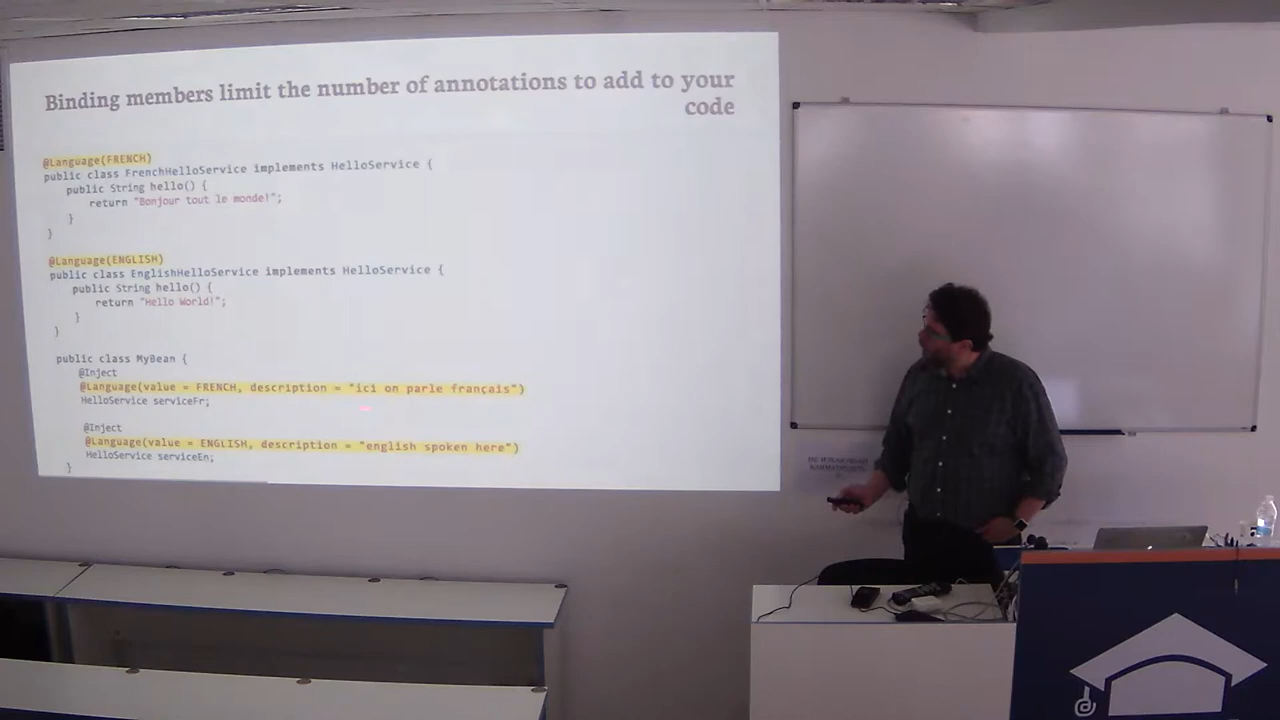 Binding members limit the number of annotations to add to your
code
@Language(FRENCH)
public class FrenchHelloService implements HelloService {
public String hello() {
return "Bonjour tout le monde!";
}
}
@Language(ENGLISH)
public class EnglishHelloService implements HelloService {
public String hello() {
return "Hello World!";
}
}
public class MyBean {
@Inject
@Language(value = FRENCH, description = "ici on parle français")
HelloService serviceFr;
@Inject
@Language(value = ENGLISH, description = "english spoken here")
HelloService serviceEn;
}